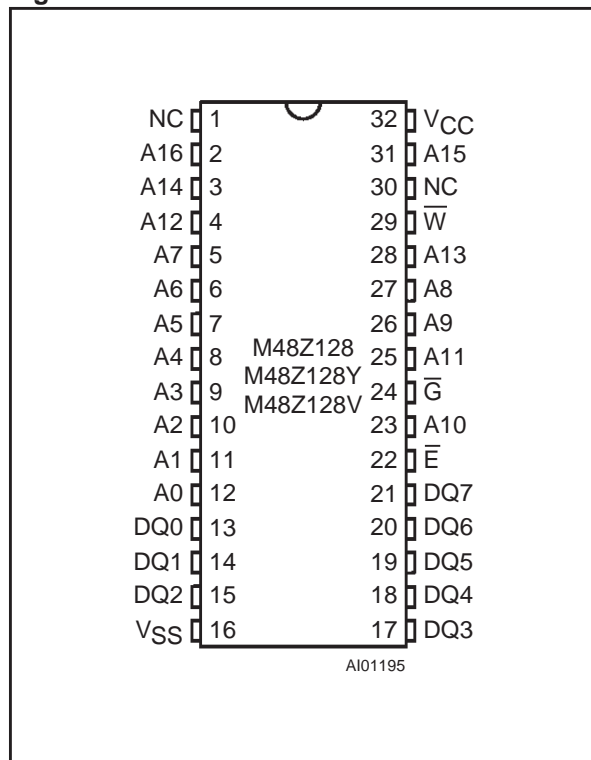 NC 1 32 VCC
A16 2 31 A15
A14 3 30 NC
A12 4 29 W̅
A7 5 28 A13
A6 6 27 A8
A5 7 26 A9
A4 8 M48Z128 25 A11
A3 9 M48Z128Y 24 G̅
M48Z128V
A2 10 23 A10
A1 11 22 E̅
A0 12 21 DQ7
DQ0 13 20 DQ6
DQ1 14 19 DQ5
DQ2 15 18 DQ4
VSS 16 17 DQ3
AI01195